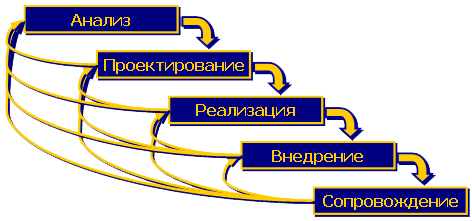 Анализ
Проектирование
Реализация
Внедрение
Сопровождение